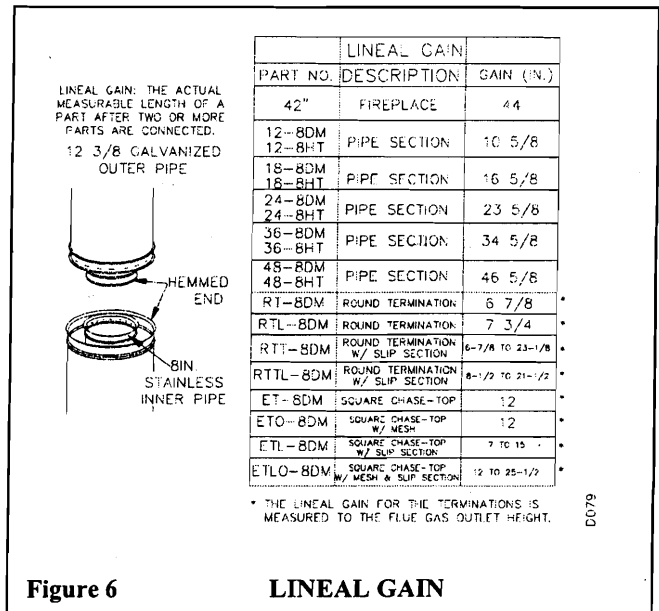 LINEAL GAIN: THE ACTUAL
MEASURABLE LENGTH OF A
PART AFTER TWO OR MORE
PARTS ARE CONNECTED.
12 3/8 GALVANIZED
OUTER PIPE
HEMMED
END
8IN.
STAINLESS
INNER PIPE
LINEAL GAIN
PART NO. DESCRIPTION GAIN (IN.)
42" FIREPLACE 44
12-8DM
12-8HT PIPE SECTION 10 5/8
18-8DM
18-8HT PIPE SECTION 16 5/8
24-8DM
24-8HT PIPE SECTION 23 5/8
36-8DM
36-8HT PIPE SECTION 34 5/8
48-8DM
48-8HT PIPE SECTION 46 5/8
RT-8DM ROUND TERMINATION 6 7/8 *
RTL-8DM ROUND TERMINATION 7 3/4 *
RTT-8DM ROUND TERMINATION
W/ SLIP SECTION 6-7/8 TO 23-1/8 *
RTTL-8DM ROUND TERMINATION
W/ SLIP SECTION 8-1/2 TO 21-1/2 *
ET-8DM SQUARE CHASE-TOP 12 *
ETO-8DM SQUARE CHASE-TOP
W/ MESH 12 *
ETL-8DM SQUARE CHASE-TOP
W/ SLIP SECTION 7 TO 15 *
ETLO-8DM SQUARE CHASE-TOP
W/ MESH & SLIP SECTION 12 TO 25-1/2 *
* THE LINEAL GAIN FOR THE TERMINATIONS IS
MEASURED TO THE FLUE GAS OUTLET HEIGHT.
DD79
Figure 6 LINEAL GAIN